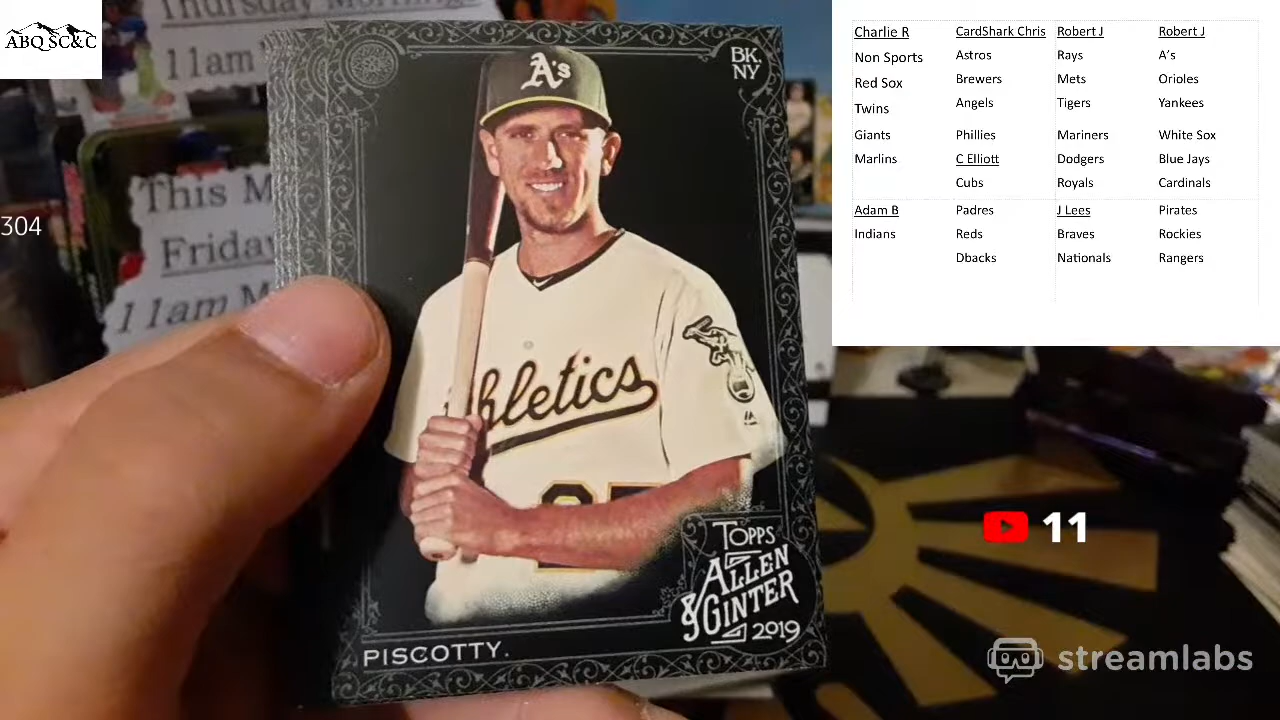 ABQ SC&C
Thursday Morning
11am
This M
Friday
11am M
304
A's
BK.
NY
hletics
TOPPS
ALLEN
& GINTER
2019
PISCOTTY.
Charlie R
Non Sports
Red Sox
Twins
Giants
Marlins
Adam B
Indians
CardShark Chris
Astros
Brewers
Angels
Phillies
C Elliott
Cubs
Padres
Reds
Dbacks
Robert J
Rays
Mets
Tigers
Mariners
Dodgers
Royals
J Lees
Braves
Nationals
Robert J
A's
Orioles
Yankees
White Sox
Blue Jays
Cardinals
Pirates
Rockies
Rangers
11
streamlabs